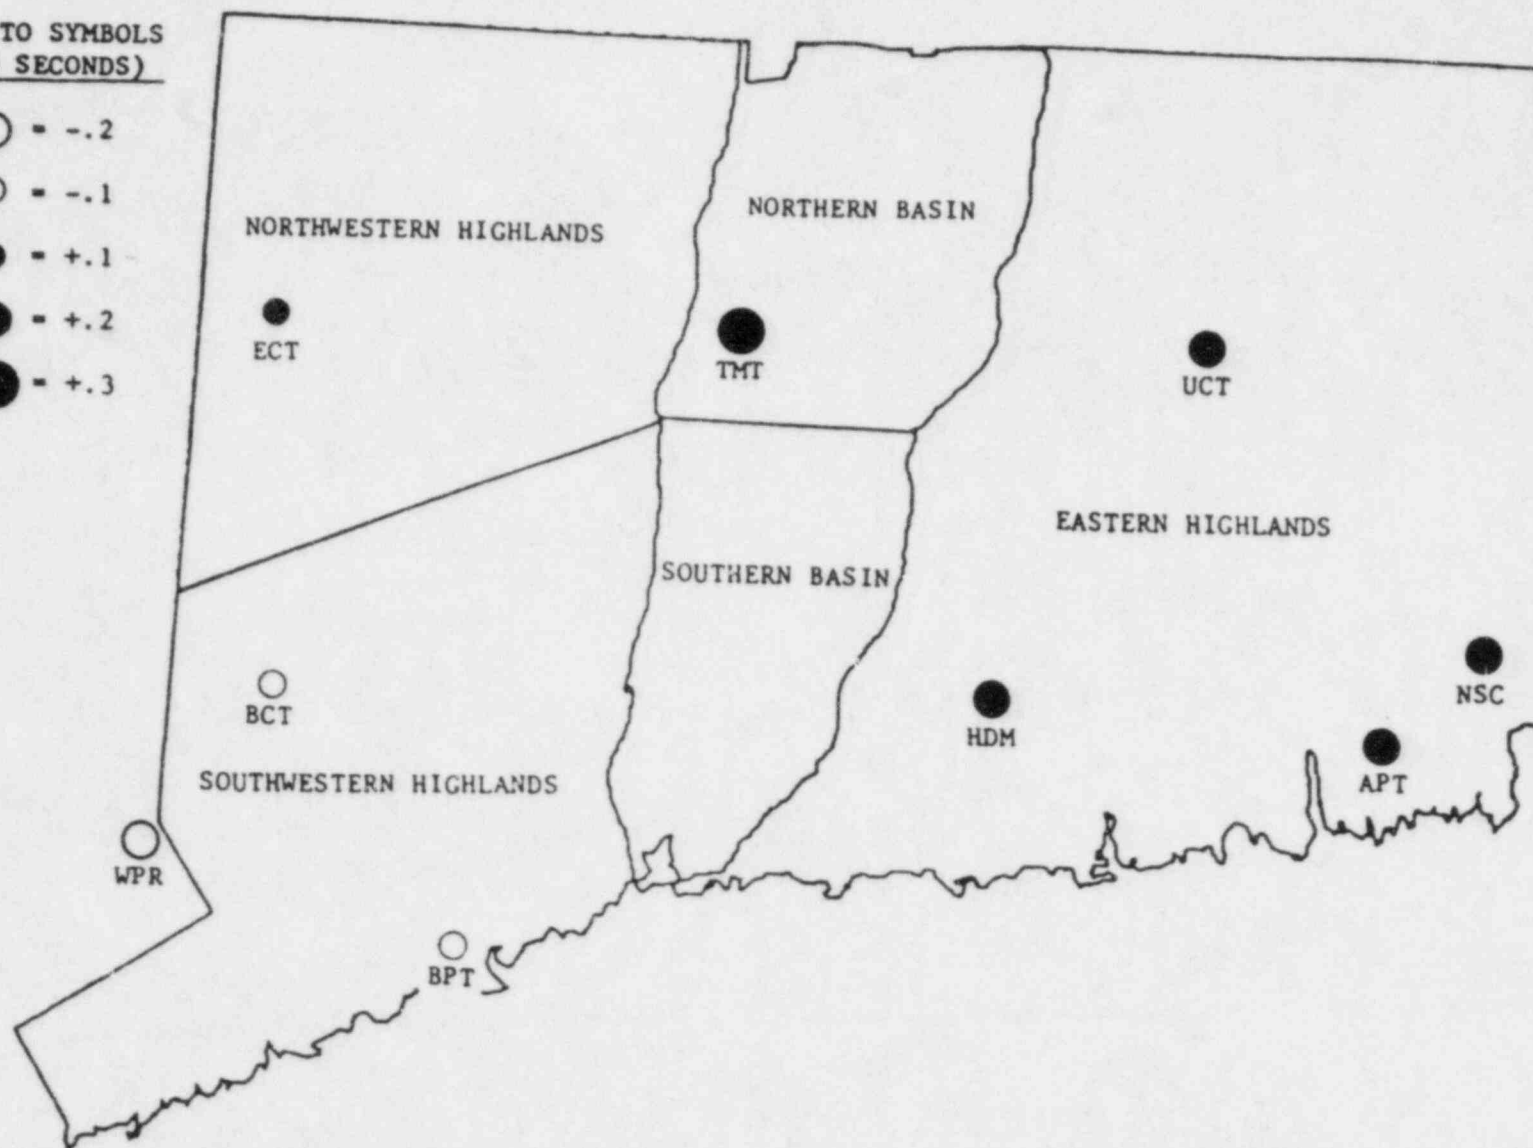 TO SYMBOLS
SECONDS)
= -.2
= -.1
= +.1
= +.2
= +.3
NORTHWESTERN HIGHLANDS
NORTHERN BASIN
ECT
TMT
UCT
EASTERN HIGHLANDS
SOUTHERN BASIN
BCT
HDM
NSC
SOUTHWESTERN HIGHLANDS
APT
WPR
BPT